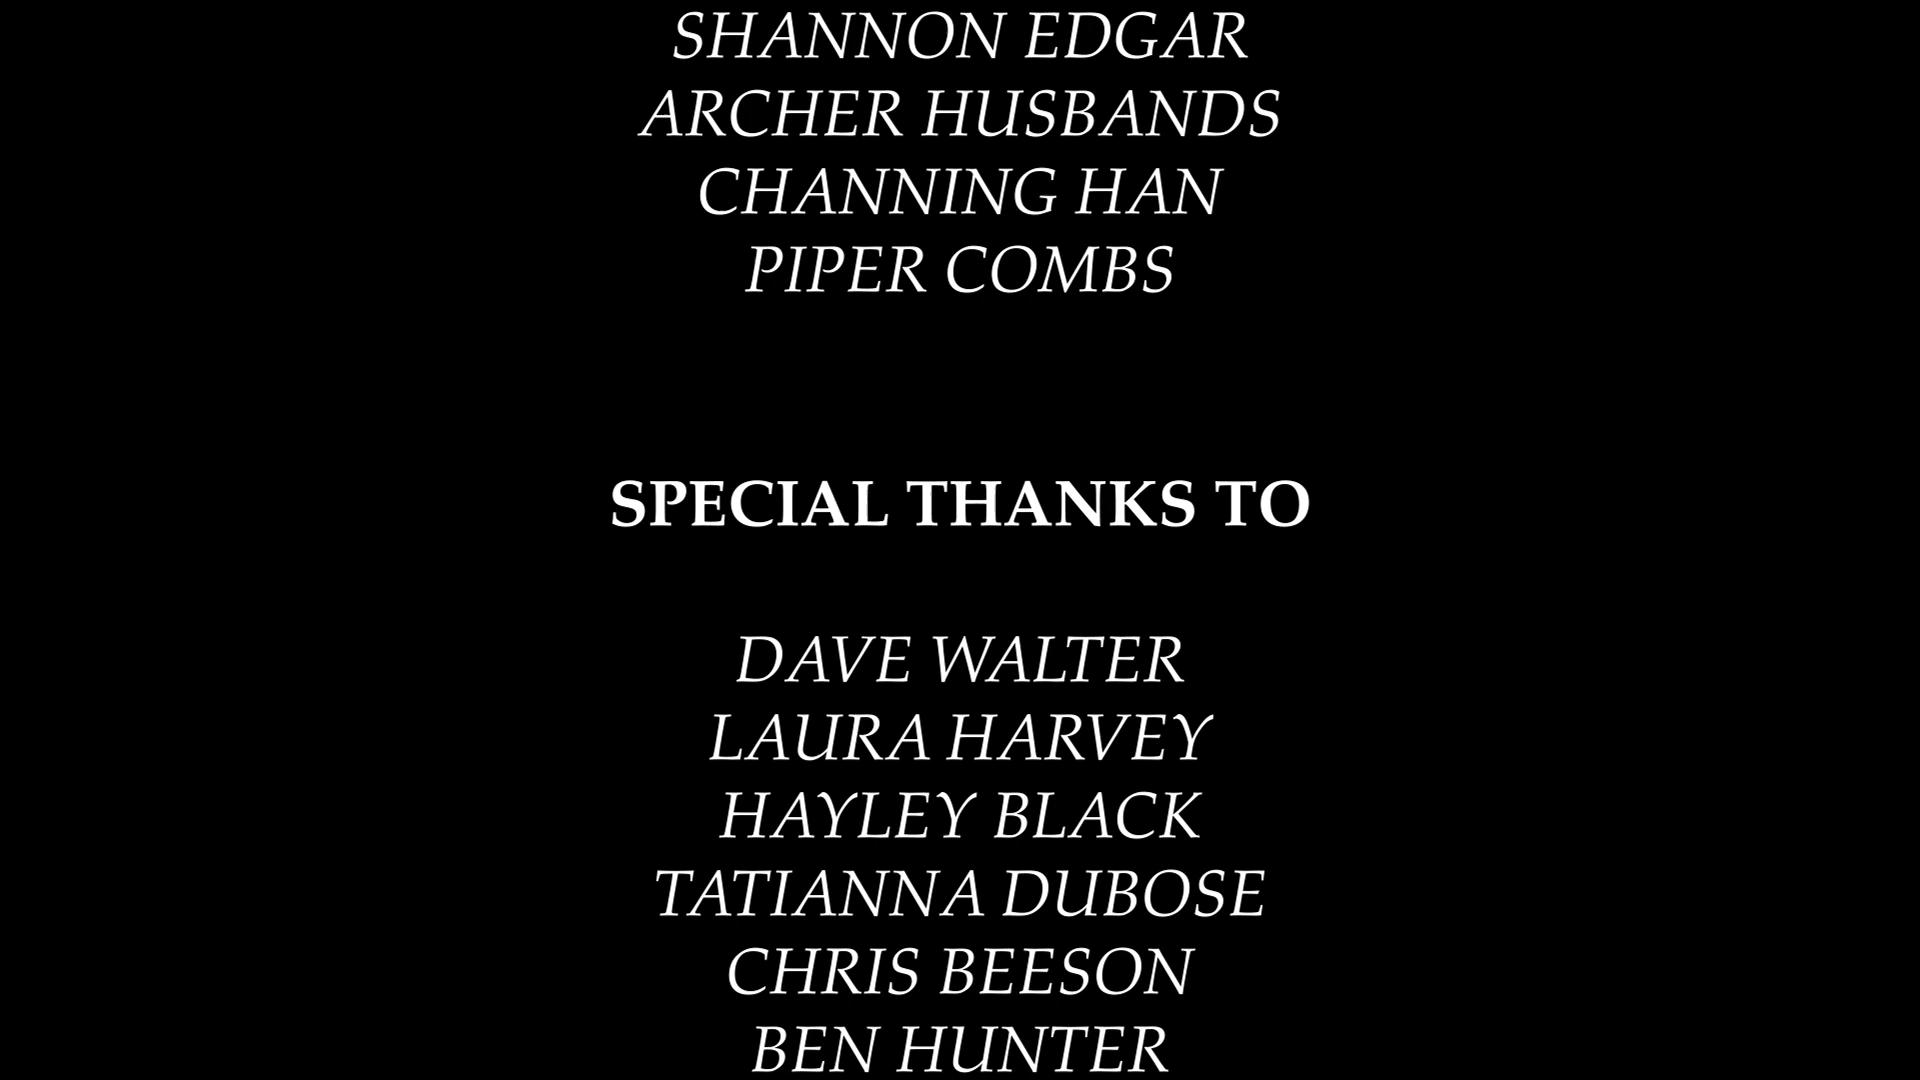 SHANNON EDGAR
ARCHER HUSBANDS
CHANNING HAN
PIPER COMBS
SPECIAL THANKS TO
DAVE WALTER
LAURA HARVEY
HAYLEY BLACK
TATIANNA DUBOSE
CHRIS BEESON
BEN HUNTER